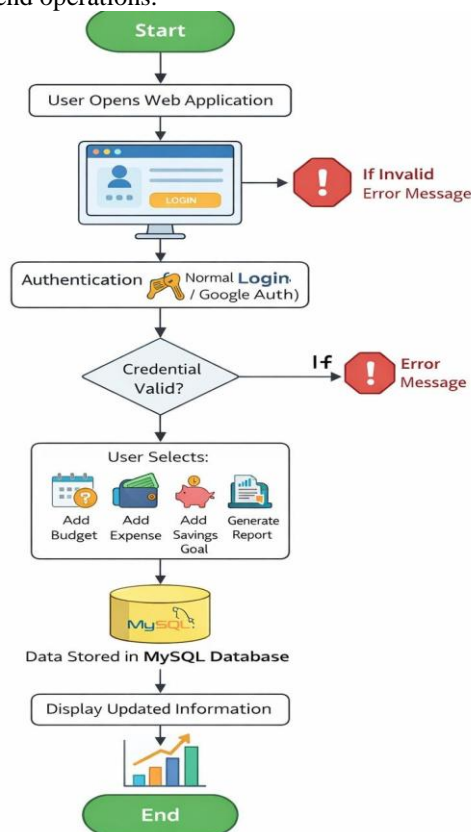 end operations.
Start
User Opens Web Application
LOGIN
If Invalid
Error Message
Authentication
Normal Login
/ Google Auth)
Credential
Valid?
If
Error
Message
User Selects:
Add
Budget
Add
Expense
Add
Savings
Goal
Generate
Report
MySQL
Data Stored in MySQL Database
Display Updated Information
End